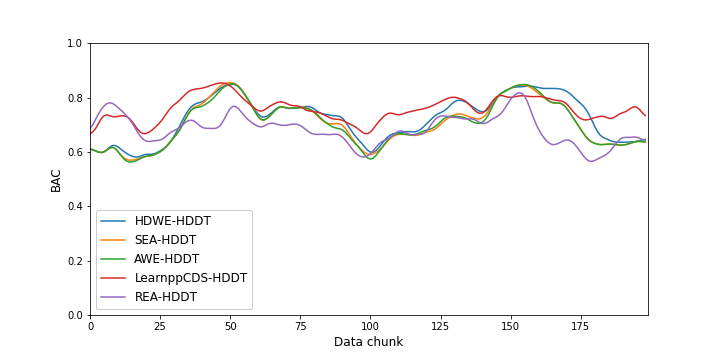 1.0
0.8
0.6
0.4
0.2
0.0
BAC
HDWE-HDDT
SEA-HDDT
AWE-HDDT
LearnppCDS-HDDT
REA-HDDT
0 25 50 75 100 125 150 175
Data chunk